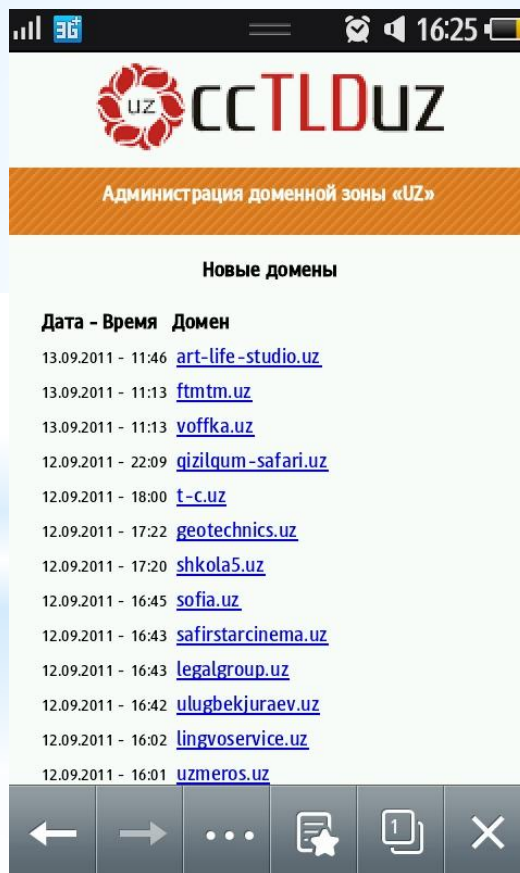 3G+ 16:25
UZ ccTLDuz
Администрация доменной зоны «UZ»
Новые домены
Дата - Время Домен
13.09.2011 - 11:46 art-life-studio.uz
13.09.2011 - 11:13 ftmtm.uz
13.09.2011 - 11:13 voffka.uz
12.09.2011 - 22:09 qizilqum-safari.uz
12.09.2011 - 18:00 t-c.uz
12.09.2011 - 17:22 geotechnics.uz
12.09.2011 - 17:20 shkola5.uz
12.09.2011 - 16:45 sofia.uz
12.09.2011 - 16:43 safirstarcinema.uz
12.09.2011 - 16:43 legalgroup.uz
12.09.2011 - 16:42 ulugbekjuraev.uz
12.09.2011 - 16:02 lingvoservice.uz
12.09.2011 - 16:01 uzmeros.uz
1